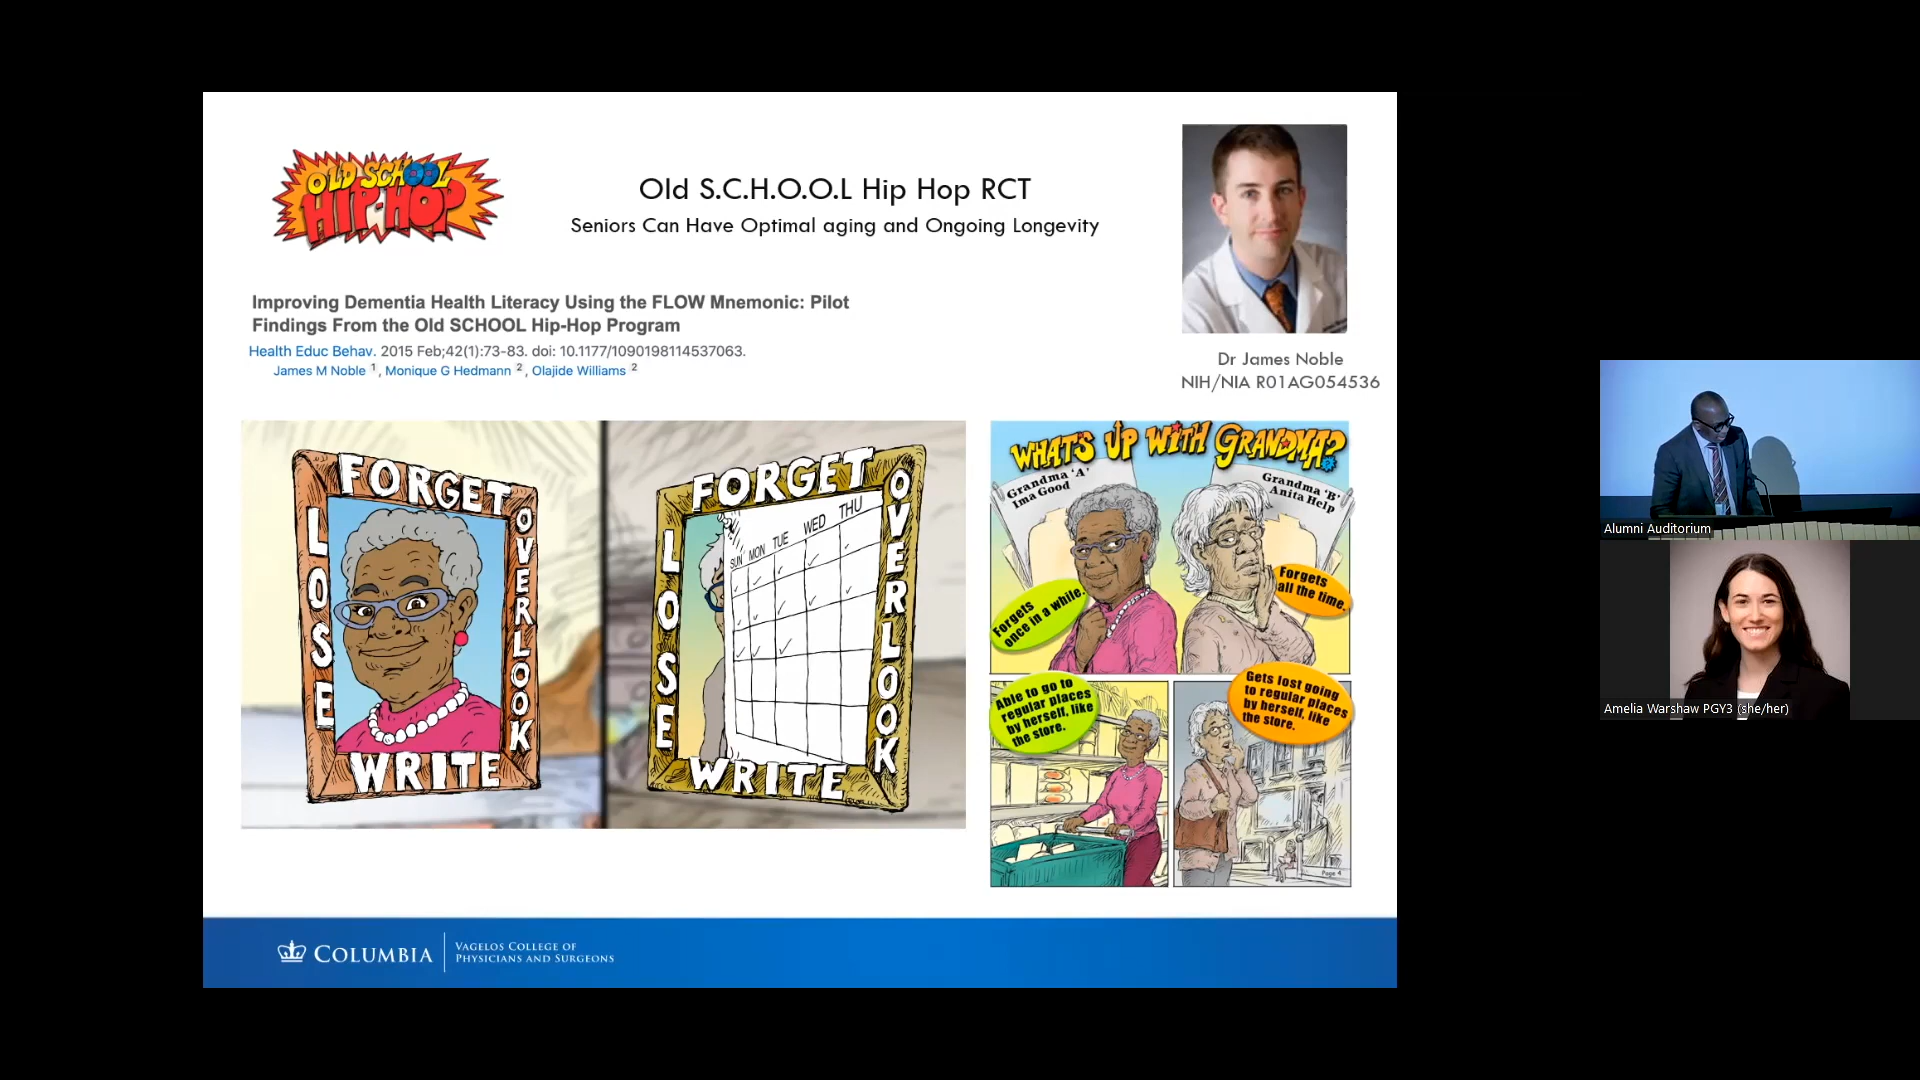 OLD SCHOOL
HIP-HOP
Old S.C.H.O.O.L Hip Hop RCT
Seniors Can Have Optimal aging and Ongoing Longevity
Improving Dementia Health Literacy Using the FLOW Mnemonic: Pilot
Findings From the Old SCHOOL Hip-Hop Program
Health Educ Behav. 2015 Feb;42(1):73-83. doi: 10.1177/1090198114537063.
James M Noble 1, Monique G Hedmann 2, Olajide Williams 2
Dr James Noble
NIH/NIA R01AG054536
FORGET
LOSE
OVERLOOK
WRITE
FORGET
LOSE
OVERLOOK
SUN MON TUE WED THU
WRITE
WHAT'S UP WITH GRANDMA?
Grandma 'A'
Ima Good
Grandma 'B'
Anita Help
Forgets
once in a while.
Forgets
all the time.
Able to go to
regular places
by herself, like
the store.
Gets lost going
to regular places
by herself, like
the store.
Page 4
COLUMBIA
VAGELOS COLLEGE OF
PHYSICIANS AND SURGEONS
Alumni Auditorium
Amelia Warshaw PGY3 (she/her)